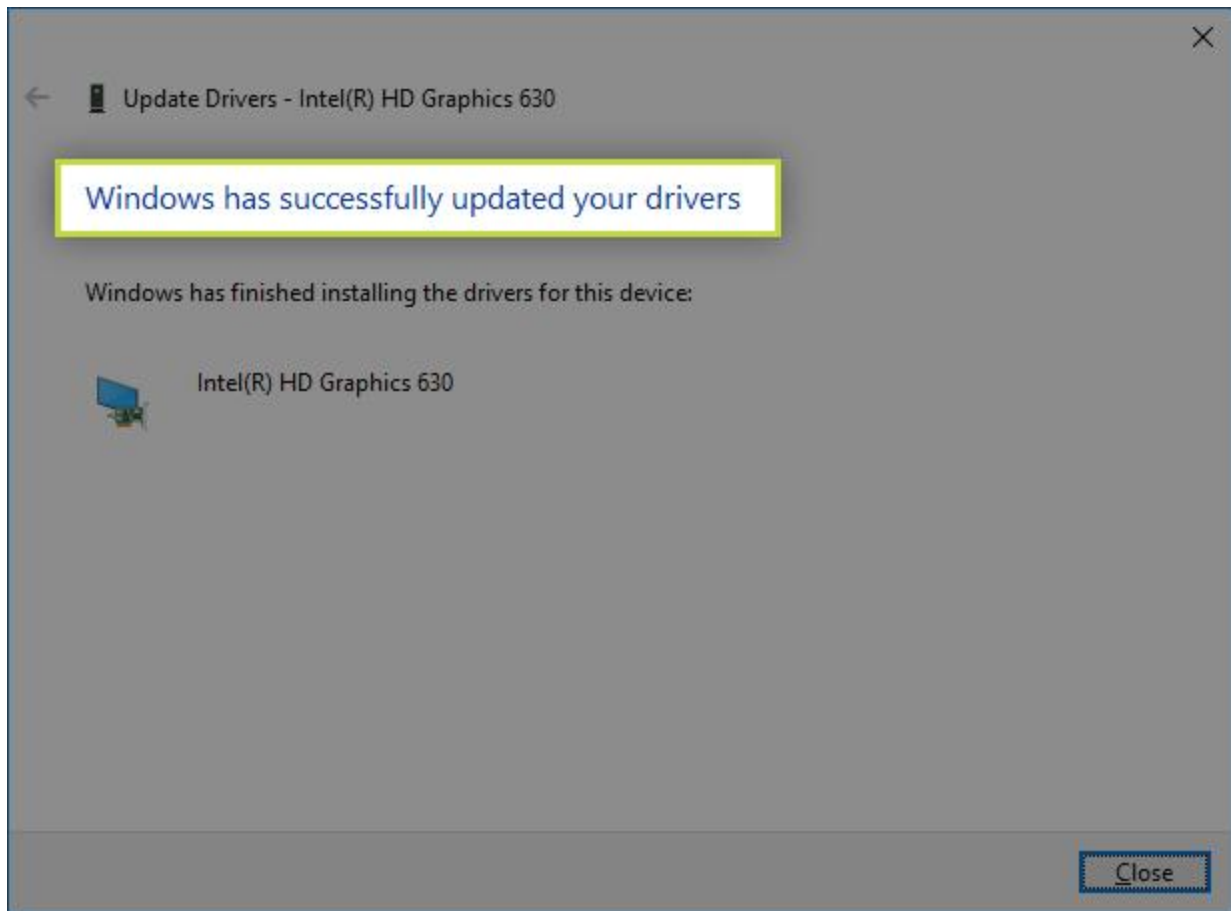 Update Drivers - Intel(R) HD Graphics 630
Windows has successfully updated your drivers
Windows has finished installing the drivers for this device:
Intel(R) HD Graphics 630
Close